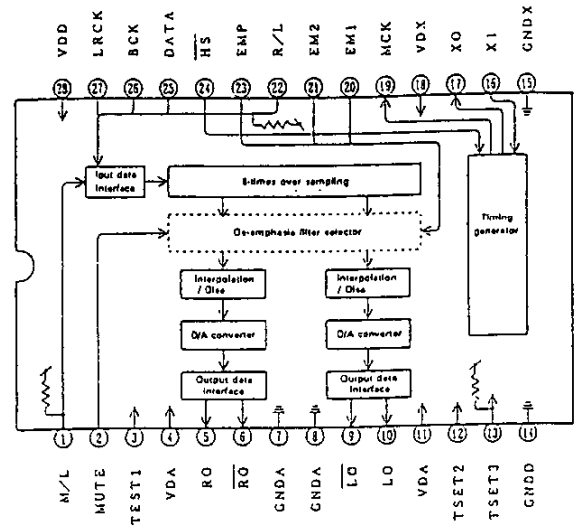 VDD LRCK BCK DATA HS EMP R/L EM2 EM1 MCK VDX XO XI GNDX
28 27 26 25 24 23 22 21 20 19 18 17 16 15
Iput data
Interface
8-times over sampling
De-emphasis filter selector
Timing
generator
Interpolation
/ Dlse
Interpolation
/ Dlse
D/A converter
D/A converter
Output data
Interface
Output data
Interface
1 2 3 4 5 6 7 8 9 10 11 12 13 14
M/L MUTE TEST1 VDA RO RO GNDA GNDA LO LO VDA TSET2 TSET3 GNDD